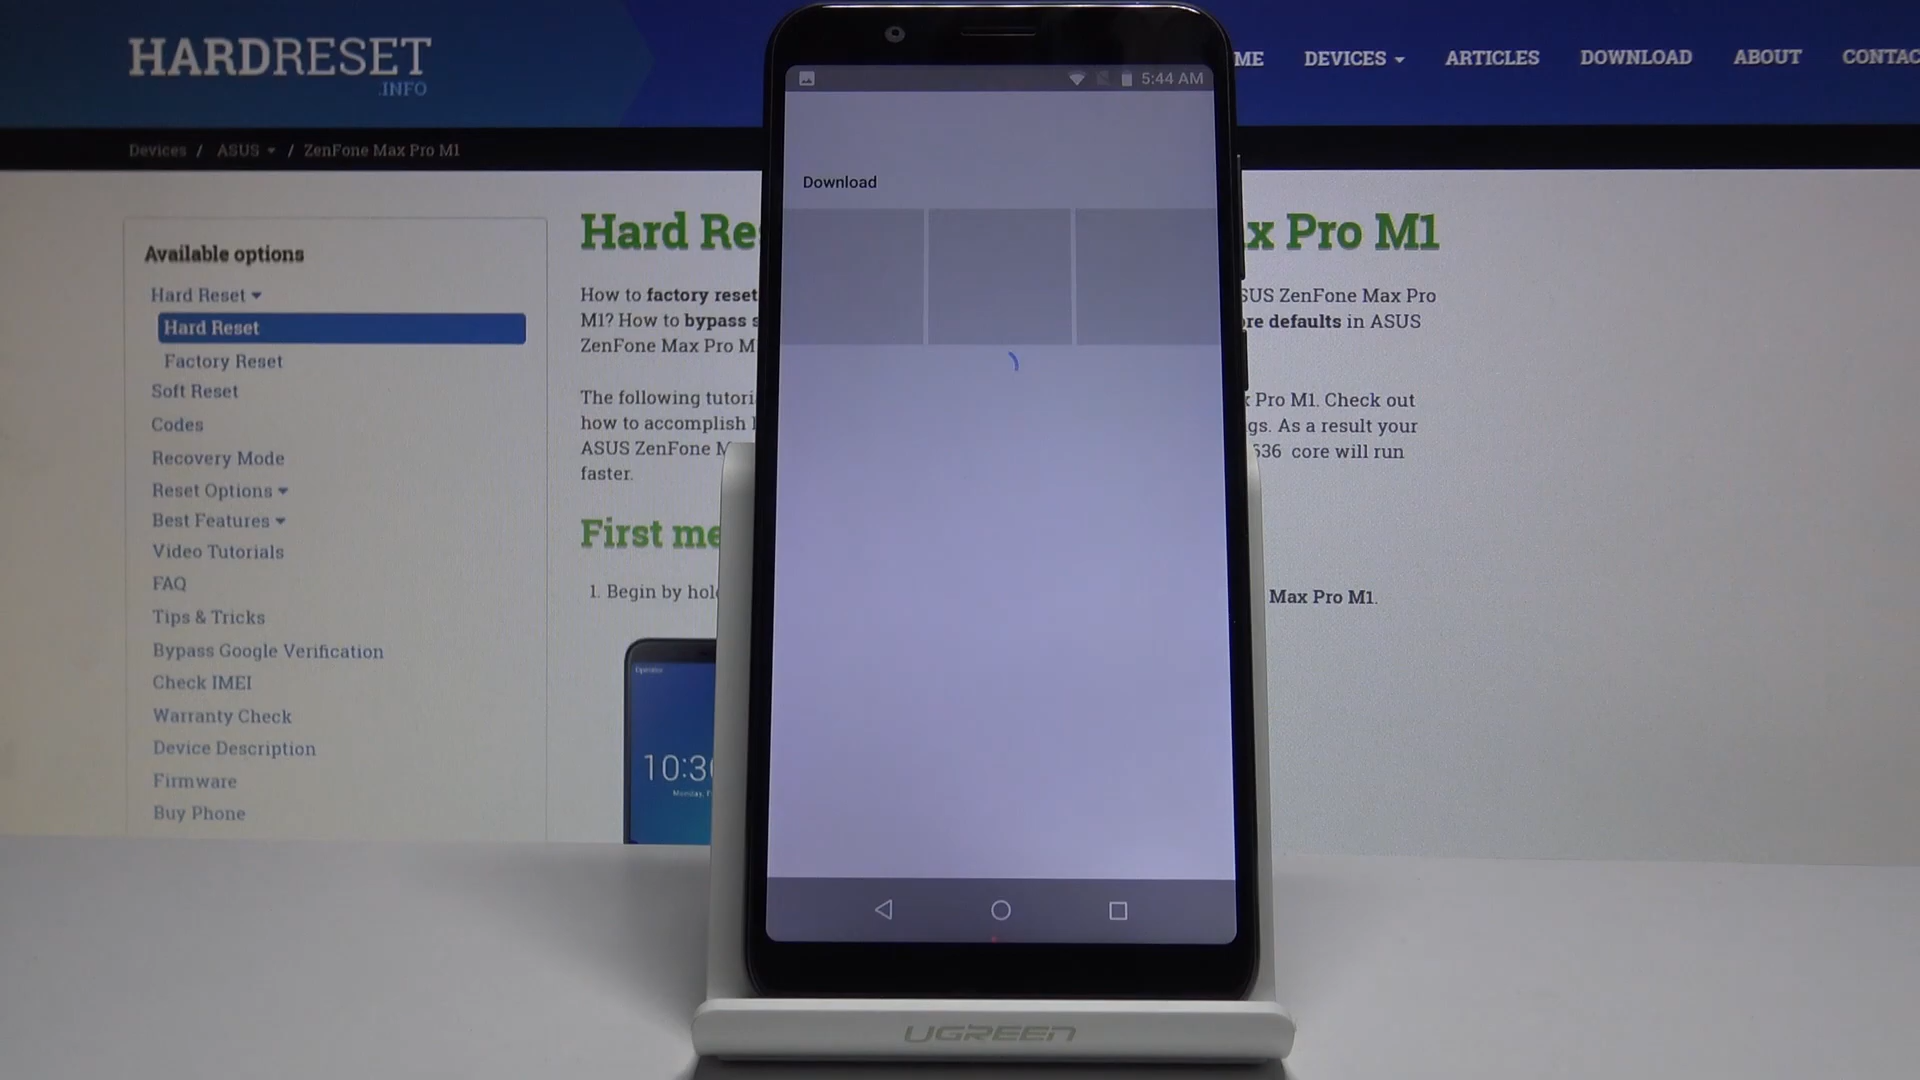 HARDRESET
.INFO
ME DEVICES ARTICLES DOWNLOAD ABOUT CONTAC
Devices / ASUS / ZenFone Max Pro M1
Available options
Hard Reset
Hard Reset
Factory Reset
Soft Reset
Codes
Recovery Mode
Reset Options
Best Features
Video Tutorials
FAQ
Tips & Tricks
Bypass Google Verification
Check IMEI
Warranty Check
Device Description
Firmware
Buy Phone
Hard Re x Pro M1
How to factory reset SUS ZenFone Max Pro
M1? How to bypass s re defaults in ASUS
ZenFone Max Pro M
The following tutori Pro M1. Check out
how to accomplish gs. As a result your
ASUS ZenFone M 636 core will run
faster.
First me
1. Begin by hol Max Pro M1.
10:30
5:44 AM
Download
UGREEN